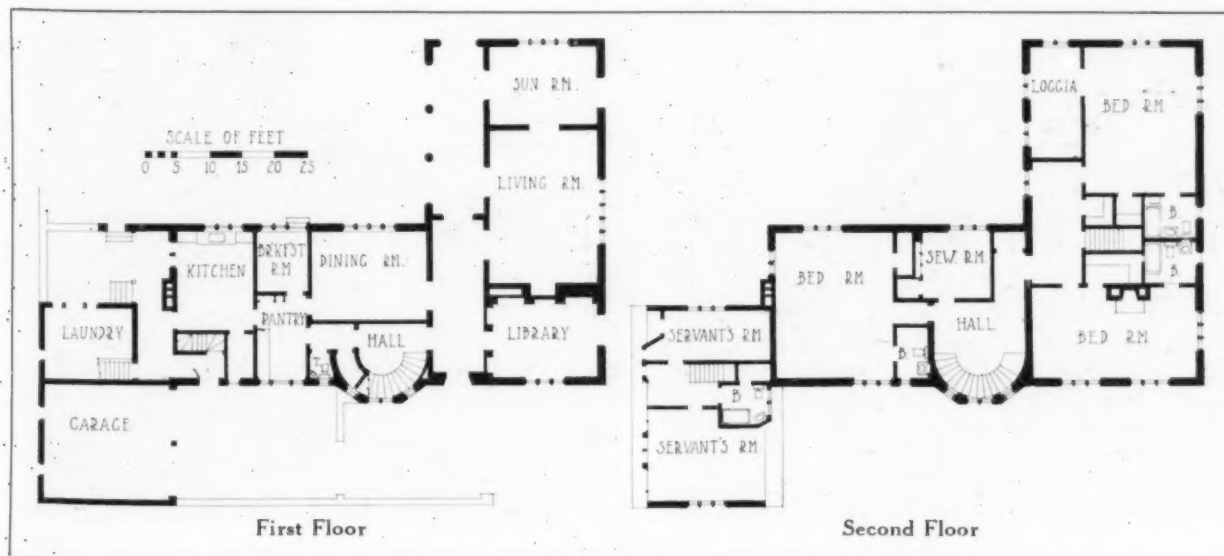 SCALE OF FEET
0 5 10 15 20 25
SUN RM.
LIVING RM.
KITCHEN
BRKF'ST
RM
DINING RM.
PANTRY
HALL
LIBRARY
LAUNDRY
GARAGE
First Floor
LOGGIA
BED RM
B.
B.
SEW. RM.
BED RM
HALL
BED RM
SERVANT'S RM
B.
B
SERVANT'S RM
Second Floor